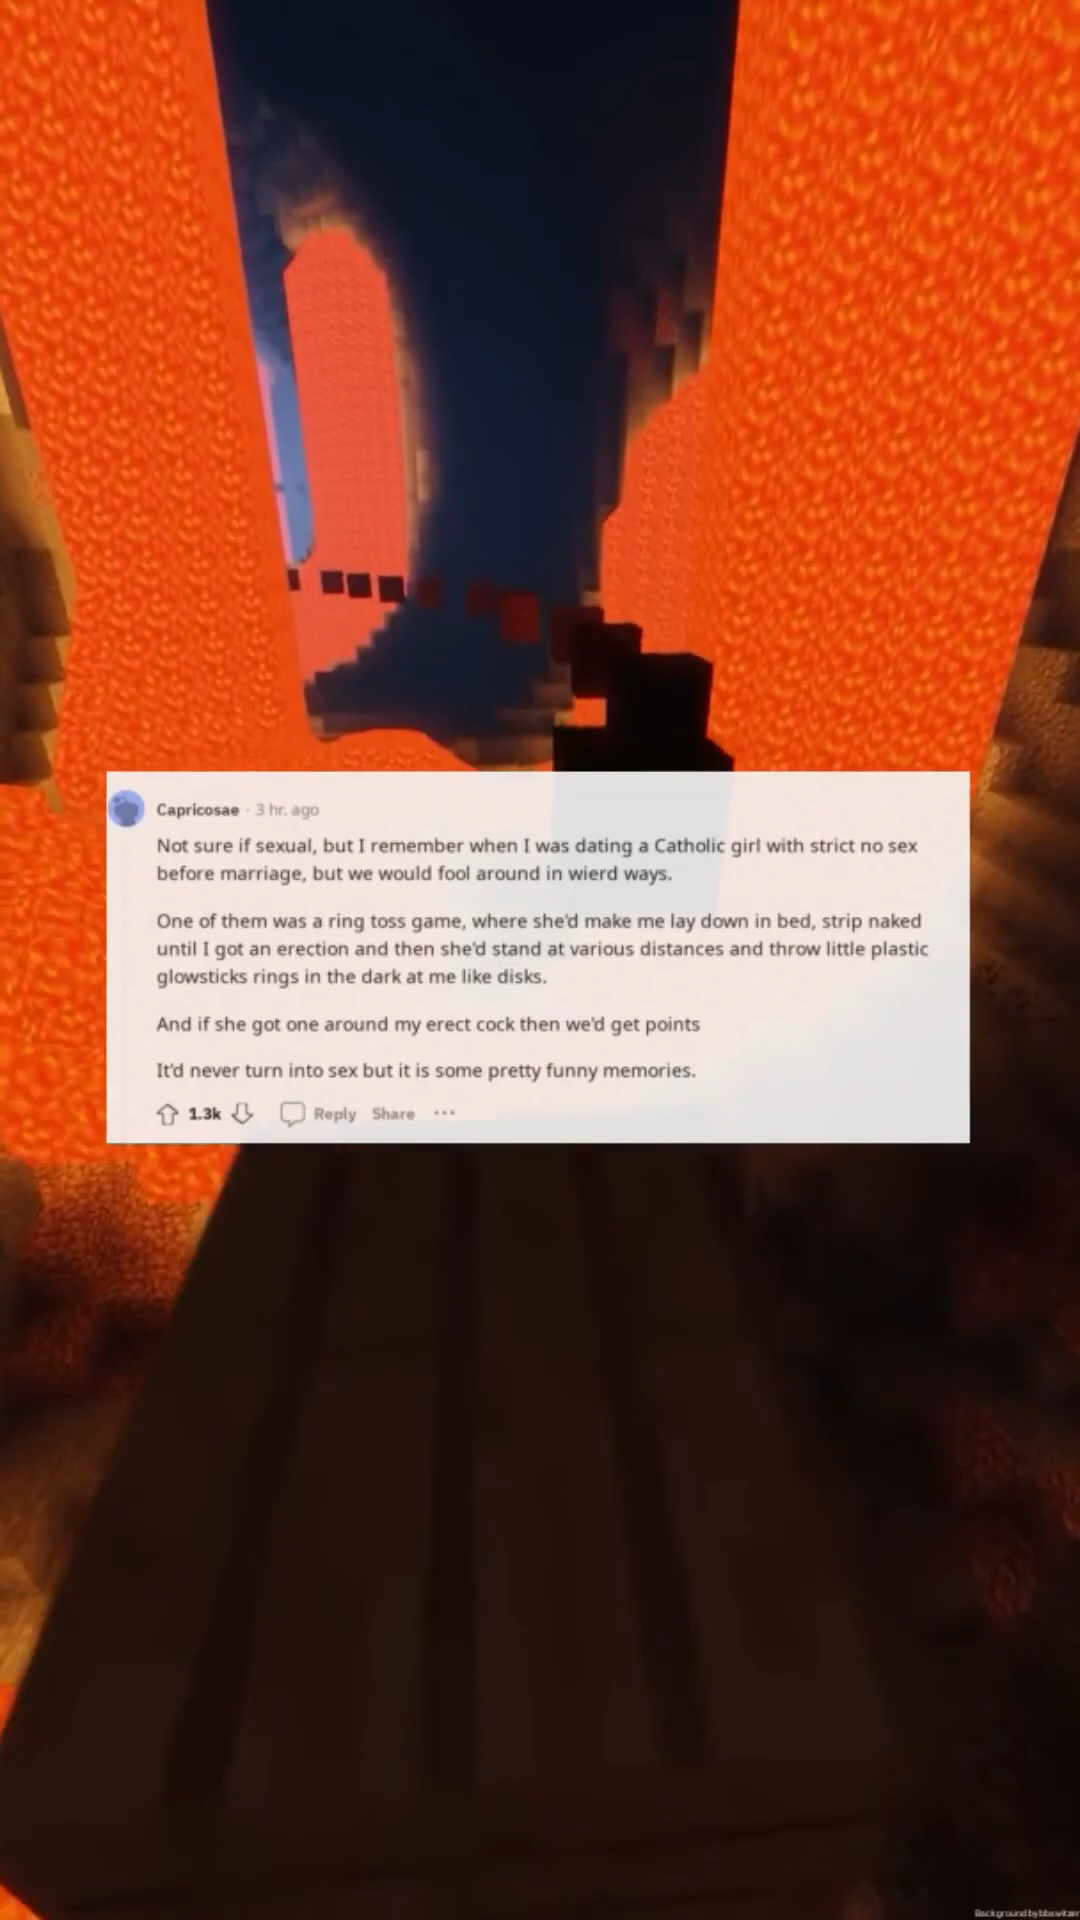 Capricosae · 3 hr. ago
Not sure if sexual, but I remember when I was dating a Catholic girl with strict no sex
before marriage, but we would fool around in wierd ways.
One of them was a ring toss game, where she'd make me lay down in bed, strip naked
until I got an erection and then she'd stand at various distances and throw little plastic
glowsticks rings in the dark at me like disks.
And if she got one around my erect cock then we'd get points
It'd never turn into sex but it is some pretty funny memories.
1.3k Reply Share ···
Background by bbswitzer